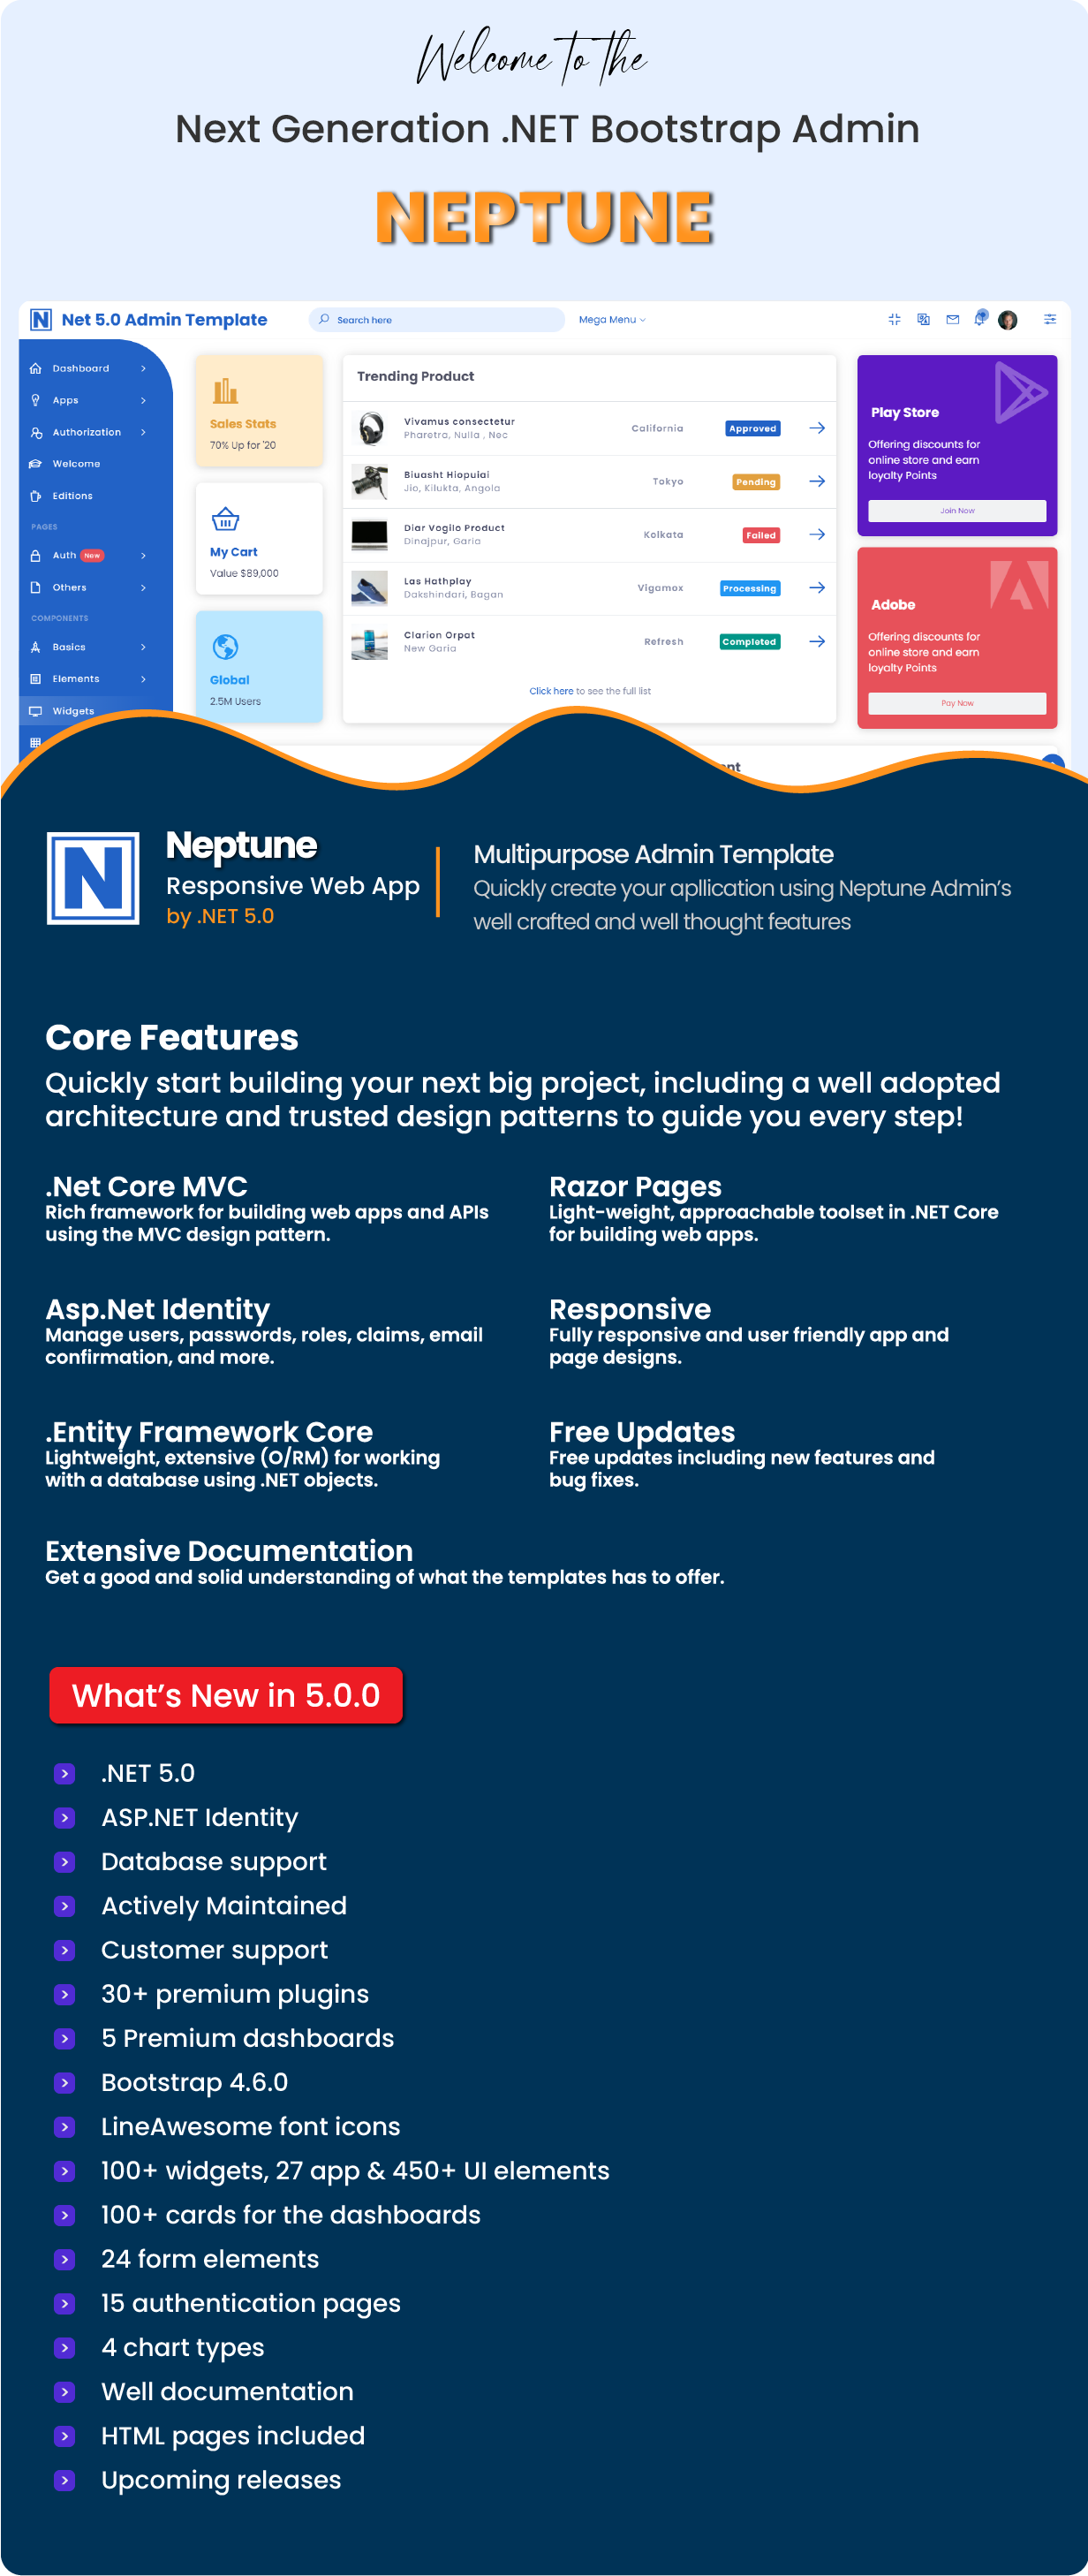 Welcome to the
Next Generation .NET Bootstrap Admin
NEPTUNE
N Net 5.0 Admin Template
Search here
Mega Menu
Dashboard
Apps
Authorization
Welcome
Editions
PAGES
Auth New
Others
COMPONENTS
Basics
Elements
Widgets
Sales Stats
70% Up for '20
My Cart
Value $89,000
Global
2.5M Users
Trending Product
Vivamus consectetur
Pharetra, Nulla , Nec
California
Approved
Biuasht Hiopuiai
Jio, Kilukta, Angola
Tokyo
Pending
Diar Vogilo Product
Dinajpur, Garia
Kolkata
Failed
Las Hathplay
Dakshindari, Bagan
Vigamox
Processing
Clarion Orpat
New Garia
Refresh
Completed
Click here to see the full list
Play Store
Offering discounts for
online store and earn
loyalty Points
Join Now
Adobe
Offering discounts for
online store and earn
loyalty Points
Pay Now
N
Neptune
Responsive Web App
by .NET 5.0
Multipurpose Admin Template
Quickly create your apllication using Neptune Admin's
well crafted and well thought features
Core Features
Quickly start building your next big project, including a well adopted
architecture and trusted design patterns to guide you every step!
.Net Core MVC
Rich framework for building web apps and APIs
using the MVC design pattern.
Razor Pages
Light-weight, approachable toolset in .NET Core
for building web apps.
Asp.Net Identity
Manage users, passwords, roles, claims, email
confirmation, and more.
Responsive
Fully responsive and user friendly app and
page designs.
.Entity Framework Core
Lightweight, extensive (O/RM) for working
with a database using .NET objects.
Free Updates
Free updates including new features and
bug fixes.
Extensive Documentation
Get a good and solid understanding of what the templates has to offer.
What's New in 5.0.0
.NET 5.0
ASP.NET Identity
Database support
Actively Maintained
Customer support
30+ premium plugins
5 Premium dashboards
Bootstrap 4.6.0
LineAwesome font icons
100+ widgets, 27 app & 450+ UI elements
100+ cards for the dashboards
24 form elements
15 authentication pages
4 chart types
Well documentation
HTML pages included
Upcoming releases